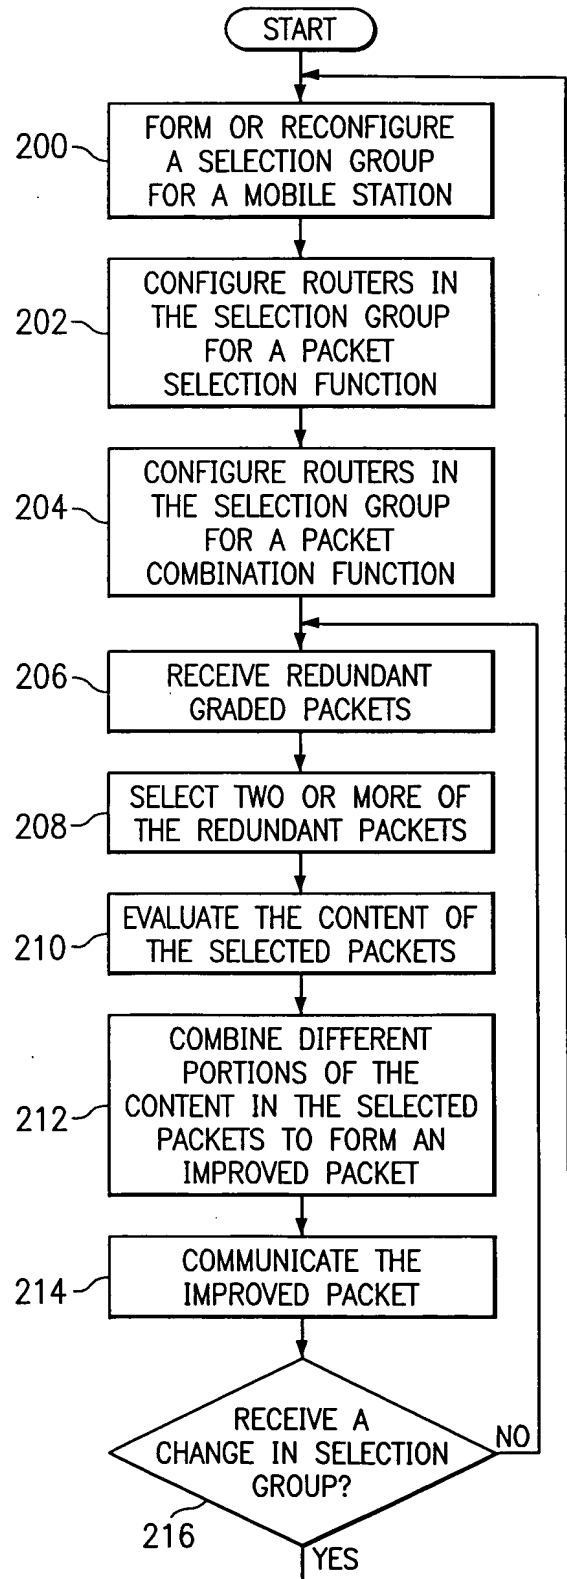 START
200
FORM OR RECONFIGURE
A SELECTION GROUP
FOR A MOBILE STATION
202
CONFIGURE ROUTERS IN
THE SELECTION GROUP
FOR A PACKET
SELECTION FUNCTION
204
CONFIGURE ROUTERS IN
THE SELECTION GROUP
FOR A PACKET
COMBINATION FUNCTION
206
RECEIVE REDUNDANT
GRADED PACKETS
208
SELECT TWO OR MORE OF
THE REDUNDANT PACKETS
210
EVALUATE THE CONTENT OF
THE SELECTED PACKETS
212
COMBINE DIFFERENT
PORTIONS OF THE
CONTENT IN THE SELECTED
PACKETS TO FORM AN
IMPROVED PACKET
214
COMMUNICATE THE
IMPROVED PACKET
RECEIVE A
CHANGE IN SELECTION
GROUP?
NO
216
YES